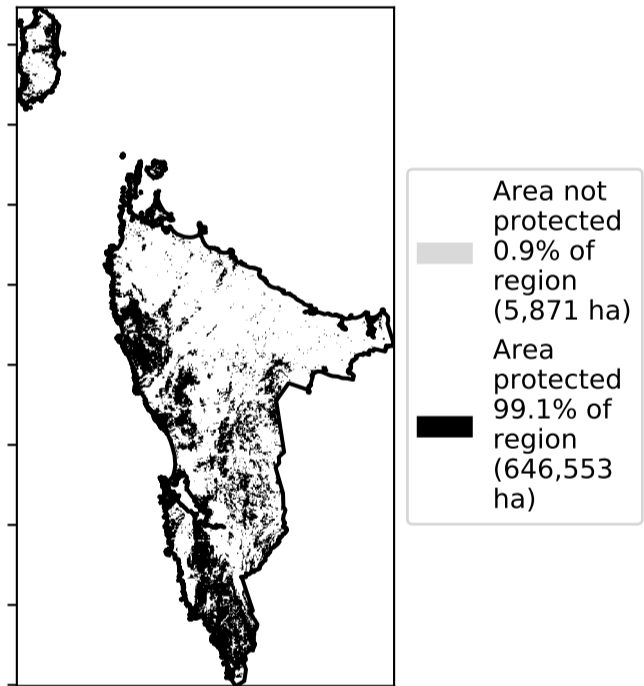 Area not
protected
0.9% of
region
(5,871 ha)
Area
protected
99.1% of
region
(646,553
ha)